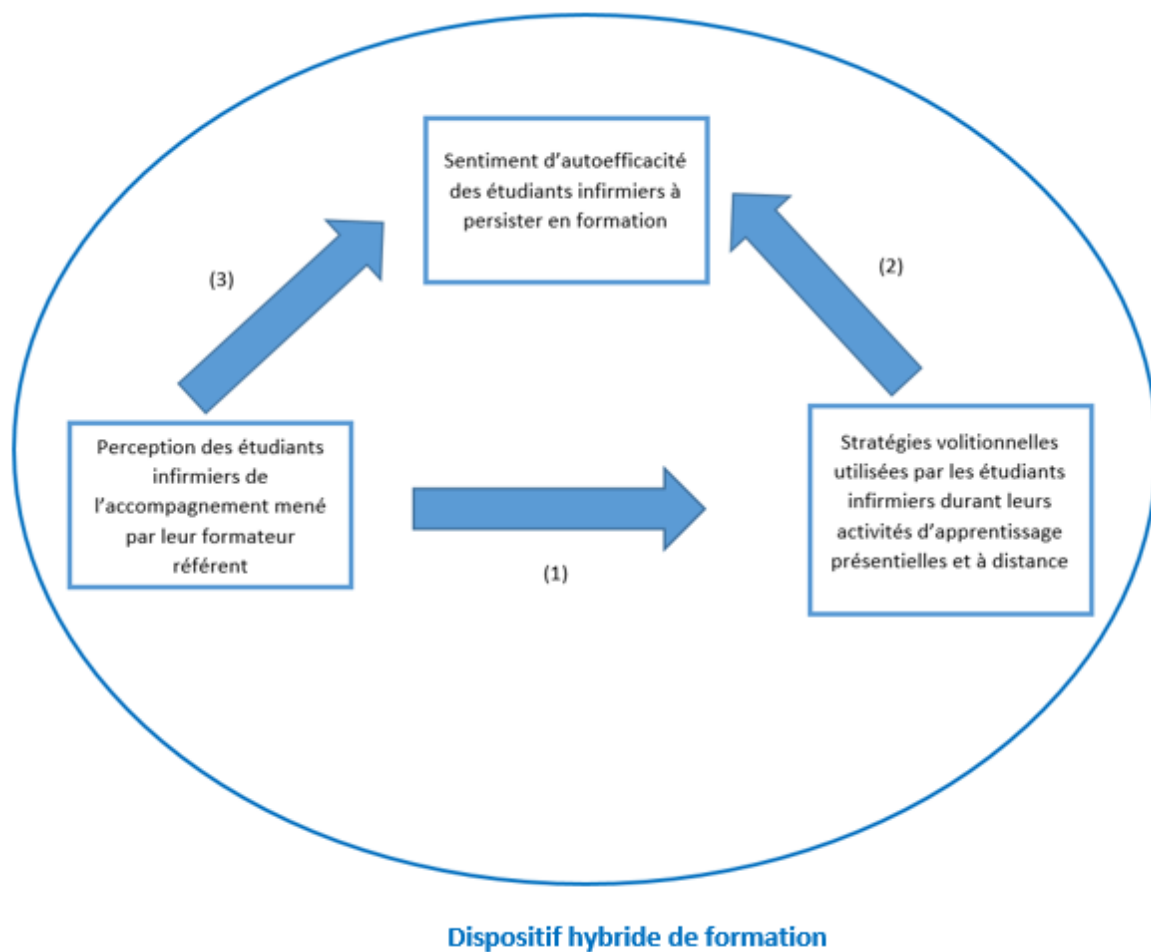 Sentiment d'autoefficacité
des étudiants infirmiers à
persister en formation
(3)
(2)
Perception des étudiants
infirmiers de
l'accompagnement mené
par leur formateur
référent
(1)
Stratégies volitionnelles
utilisées par les étudiants
infirmiers durant leurs
activités d'apprentissage
présentielles et à distance
Dispositif hybride de formation